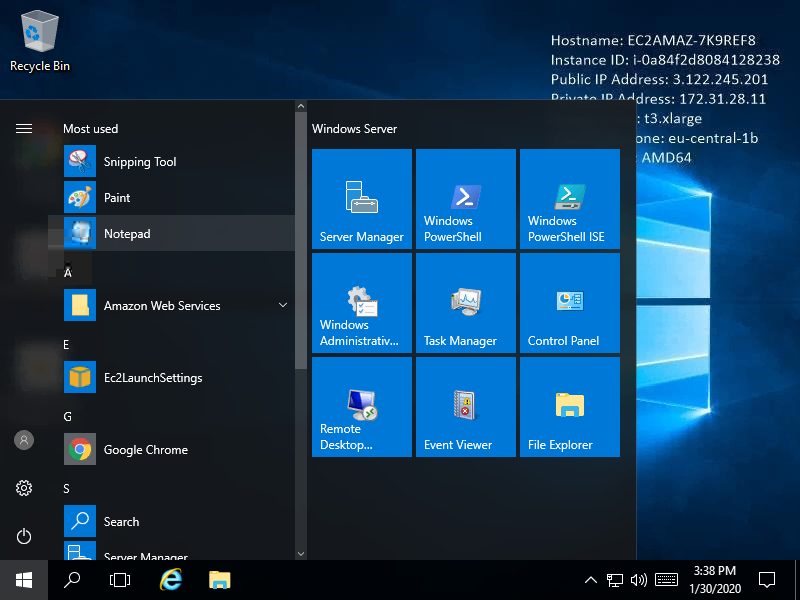 Recycle Bin
Hostname: EC2AMAZ-7K9REF8
Instance ID: i-0a84f2d8084128238
Public IP Address: 3.122.245.201
Private IP Address: 172.31.28.11
: t3.xlarge
one: eu-central-1b
: AMD64
Most used
Snipping Tool
Paint
Notepad
A
Amazon Web Services
E
Ec2LaunchSettings
G
Google Chrome
S
Search
Server Manager
Windows Server
Server Manager
Windows
PowerShell
Windows
PowerShell ISE
Windows
Administrativ...
Task Manager
Control Panel
Remote
Desktop...
Event Viewer
File Explorer
3:38 PM
1/30/2020